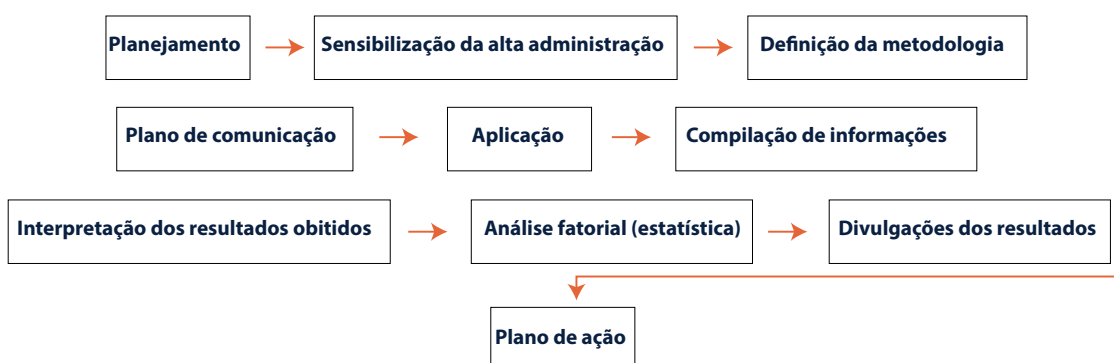 Planejamento
Sensibilização da alta administração
Definição da metodologia
Plano de comunicação
Aplicação
Compilação de informações
Interpretação dos resultados obitidos
Análise fatorial (estatística)
Divulgações dos resultados
Plano de ação